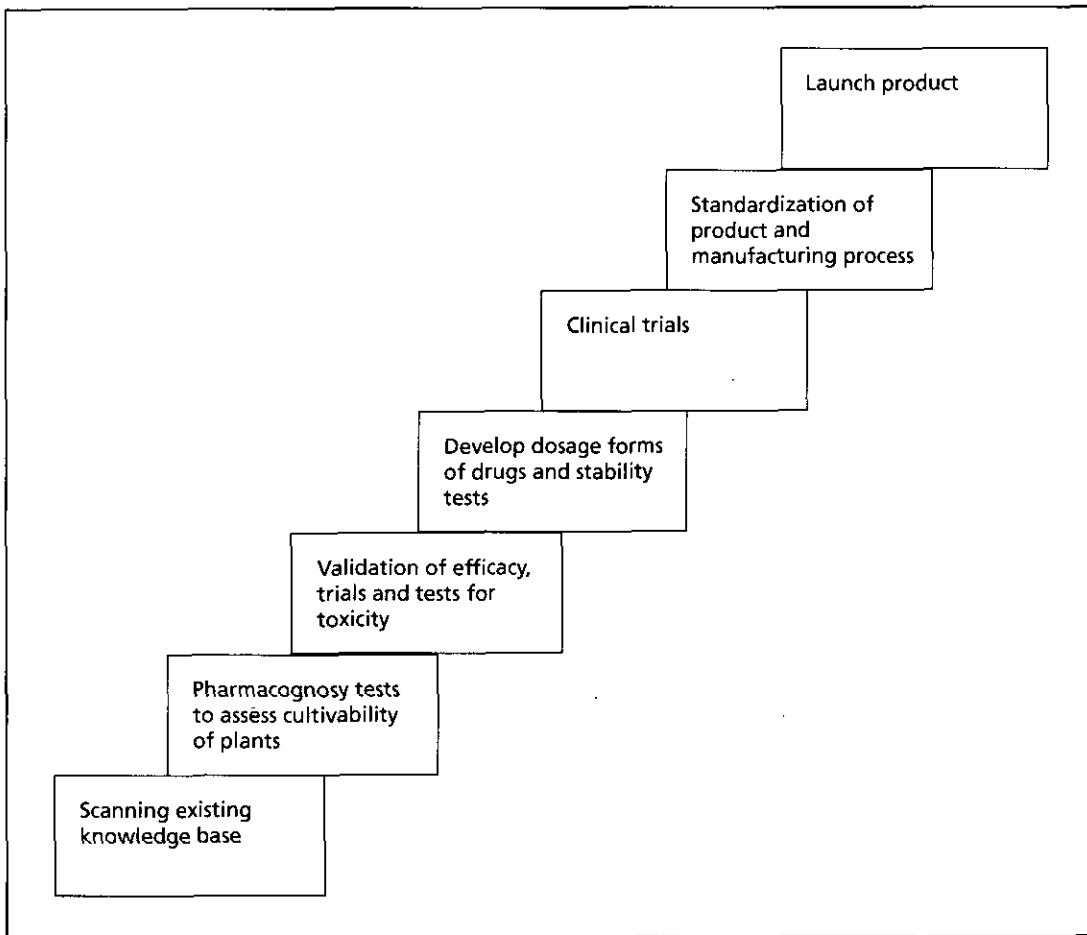 Launch product
Standardization of
product and
manufacturing process
Clinical trials
Develop dosage forms
of drugs and stability
tests
Validation of efficacy,
trials and tests for
toxicity
Pharmacognosy tests
to assess cultivability
of plants
Scanning existing
knowledge base